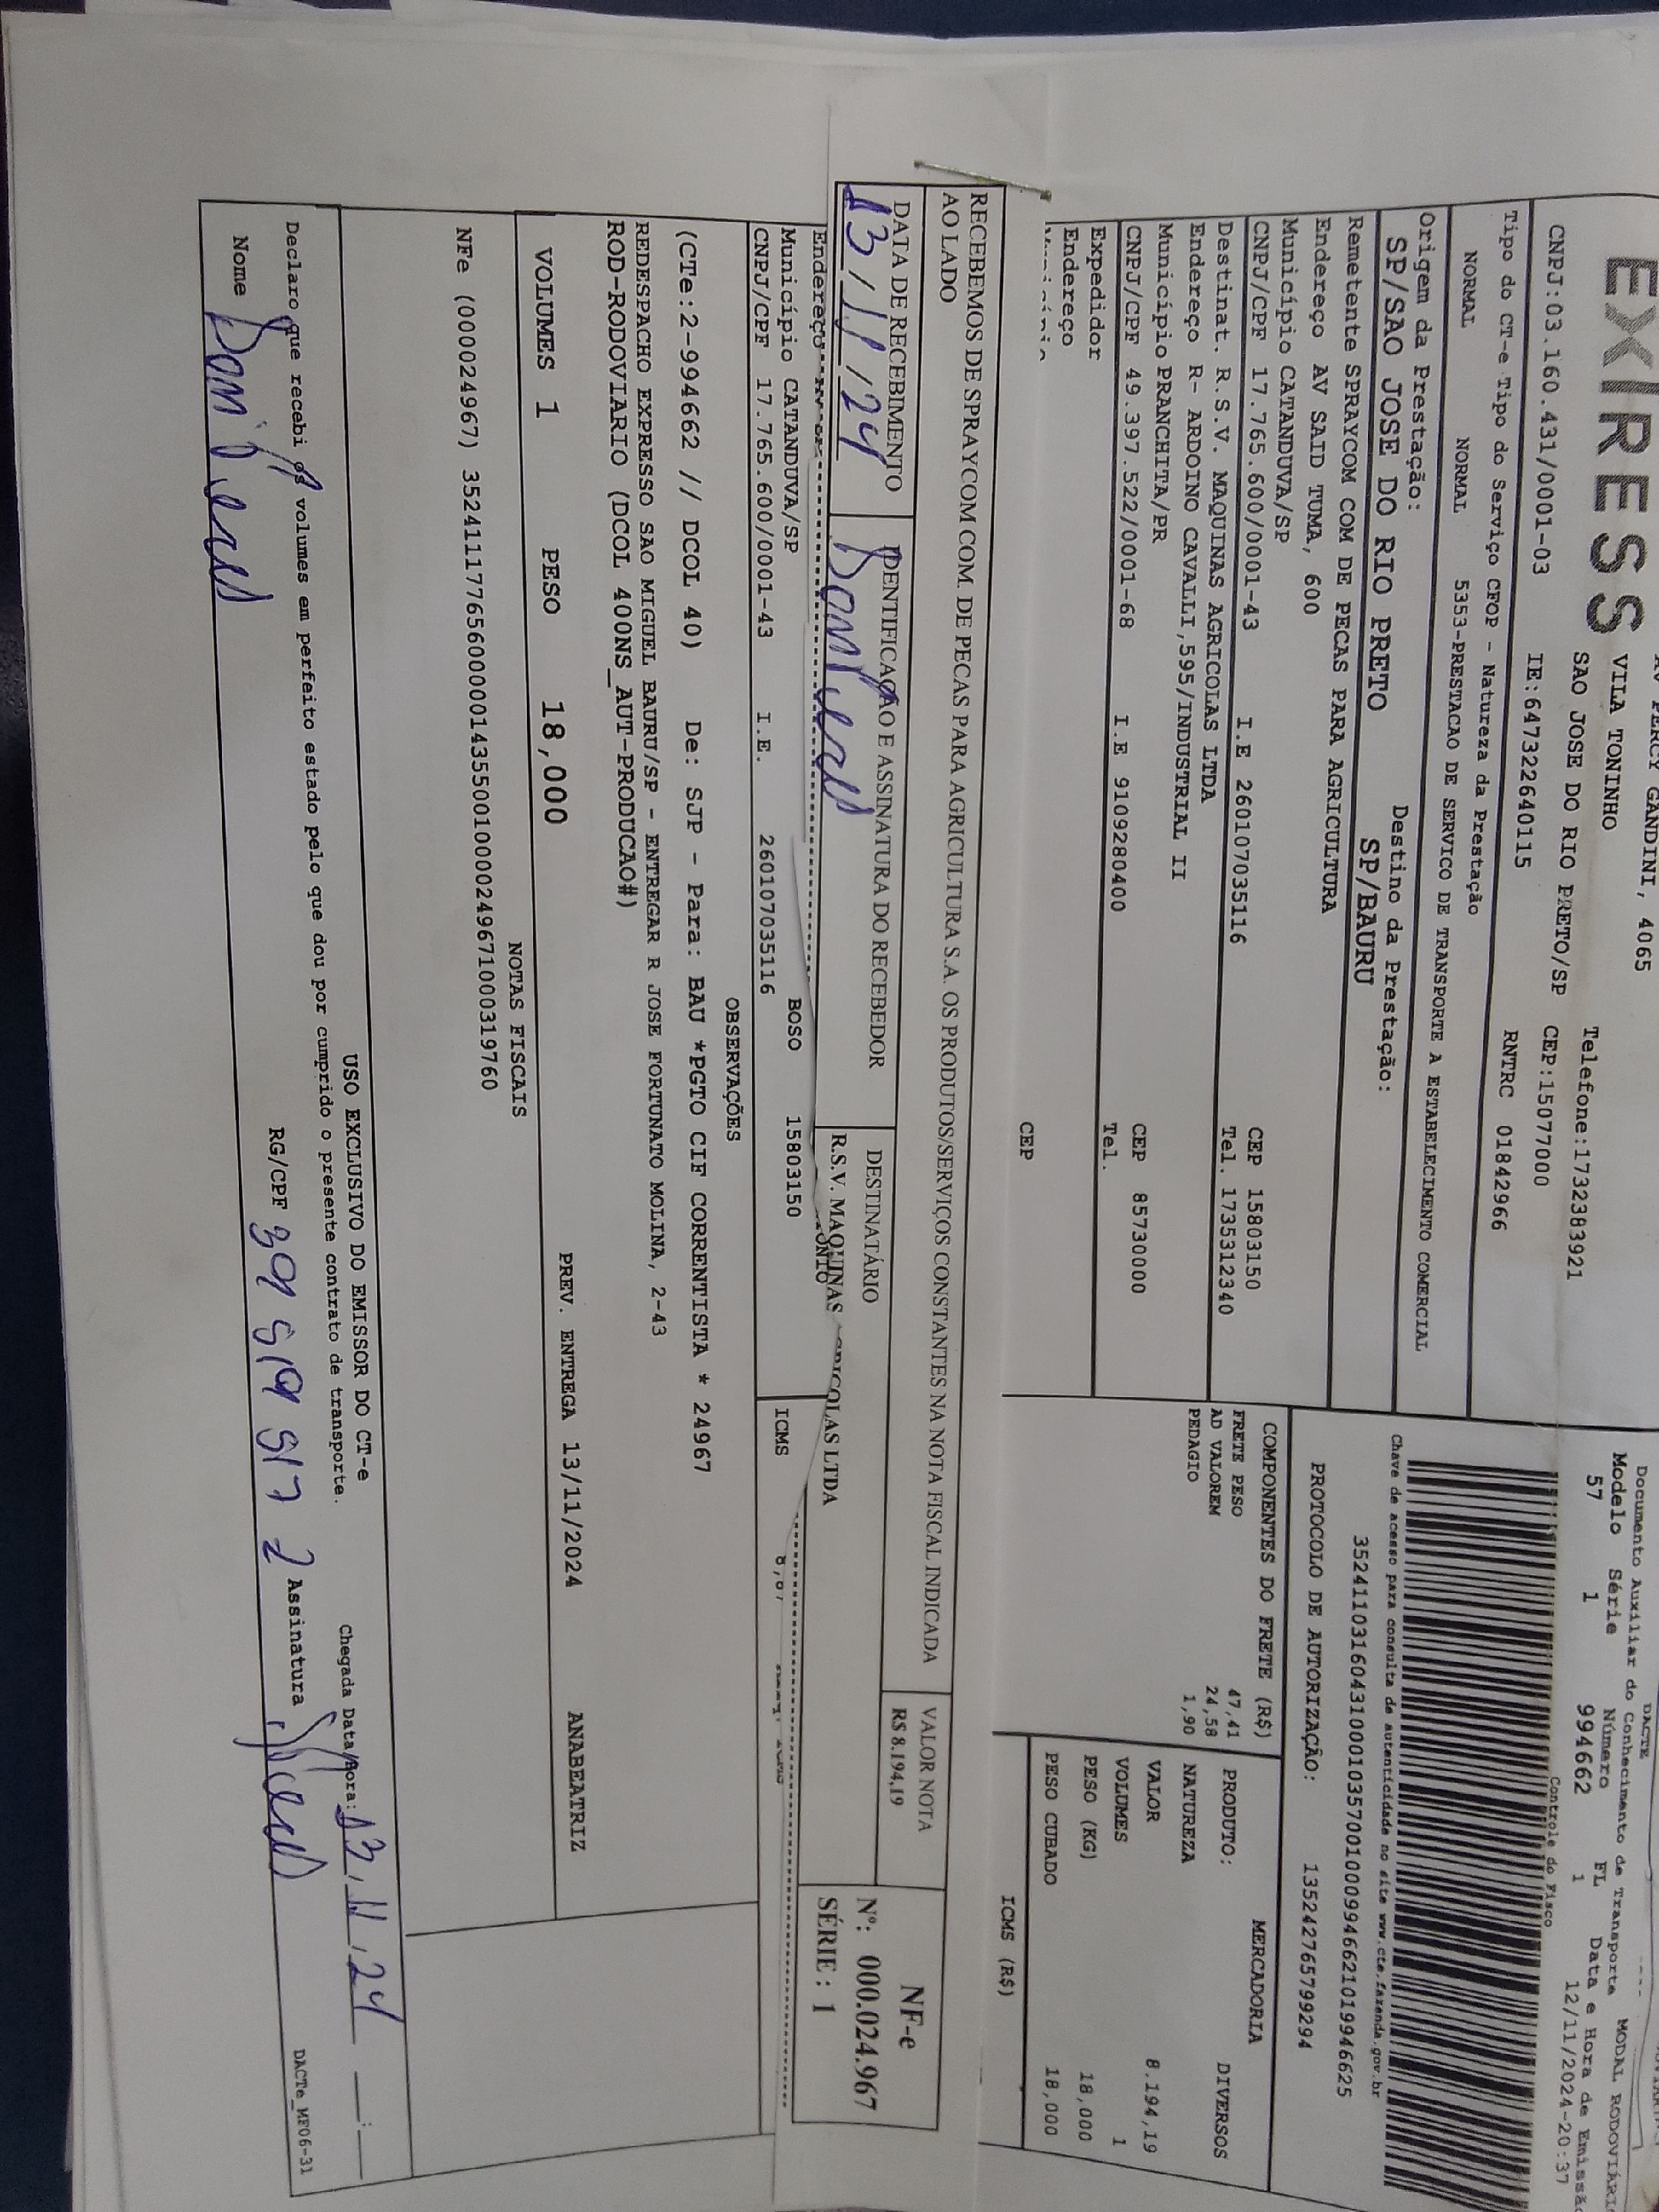 EXPRESS
AV PERCY GANDINI, 4065
VILA TONINHO
SAO JOSE DO RIO PRETO/SP
Telefone:1732383921
CNPJ:03.160.431/0001-03 IE:647322640115 CEP:15077000
RNTRC 01842966
Tipo do CT-e Tipo do Serviço CFOP - Natureza da Prestação
NORMAL NORMAL 5353-PRESTACAO DE SERVICO DE TRANSPORTE A ESTABELECIMENTO COMERCIAL
Origem da Prestação: Destino da Prestação:
SP/SAO JOSE DO RIO PRETO SP/BAURU
Remetente SPRAYCOM COM DE PECAS PARA AGRICULTURA
Endereço AV SAID TUMA, 600
Município CATANDUVA/SP CEP 15803150
CNPJ/CPF 17.765.600/0001-43 I.E 260107035116 Tel. 1735312340
Destinat. R.S.V. MAQUINAS AGRICOLAS LTDA
Endereço R- ARDOINO CAVALLI,595/INDUSTRIAL II
Município PRANCHITA/PR CEP 85730000
CNPJ/CPF 49.397.522/0001-68 I.E 9109280400 Tel.
Expedidor
Endereço
CEP
DACTE
Documento Auxiliar do Conhecimento de Transporte
MODAL RODOVIÁRIO
Modelo Série Número FL Data e Hora de Emissão
57 1 994662 1 12/11/2024-20:37
Controle do Fisco
Chave de acesso para consulta de autenticidade no site www.cte.fazenda.gov.br
35241103160431000103570010009946621019946625
PROTOCOLO DE AUTORIZAÇÃO: 135242765799294
COMPONENTES DO FRETE (R$)
FRETE PESO 47,41
AD VALOREM 24,58
PEDAGIO 1,90
MERCADORIA
PRODUTO: DIVERSOS
NATUREZA
VALOR 8.194,19
VOLUMES 1
PESO (KG) 18,000
PESO CUBADO 18,000
ICMS (R$)
RECEBEMOS DE SPRAYCOM COM. DE PECAS PARA AGRICULTURA S.A. OS PRODUTOS/SERVIÇOS CONSTANTES NA NOTA FISCAL INDICADA
AO LADO
VALOR NOTA
R$ 8.194,19
NF-e
Nº: 000.024.967
SÉRIE : 1
DATA DE RECEBIMENTO
13/11/24
IDENTIFICAÇÃO E ASSINATURA DO RECEBEDOR
DESTINATÁRIO
R.S.V. MAQUINAS AGRICOLAS LTDA
Endereço
Município CATANDUVA/SP BOSO 15803150
CNPJ/CPF 17.765.600/0001-43 I.E. 260107035116
ICMS
OBSERVAÇÕES
(CTe:2-994662 // DCOL 40) De: SJP - Para: BAU *PGTO CIF CORRENTISTA * 24967
REDESPACHO EXPRESSO SAO MIGUEL BAURU/SP - ENTREGAR R JOSE FORTUNATO MOLINA, 2-43
ROD-RODOVIARIO (DCOL 400NS_AUT-PRODUCAO#)
VOLUMES 1 PESO 18,000 PREV. ENTREGA 13/11/2024 ANABEATRIZ
NOTAS FISCAIS
NFe (000024967) 35241117765600000143550010000249671000319760
USO EXCLUSIVO DO EMISSOR DO CT-e
Declaro que recebi os volumes em perfeito estado pelo que dou por cumprido o presente contrato de transporte.
Chegada Data/Hora: 13/11/24 __:__
Nome
RG/CPF 39 519 517 2
Assinatura
DACTe_MF06-31